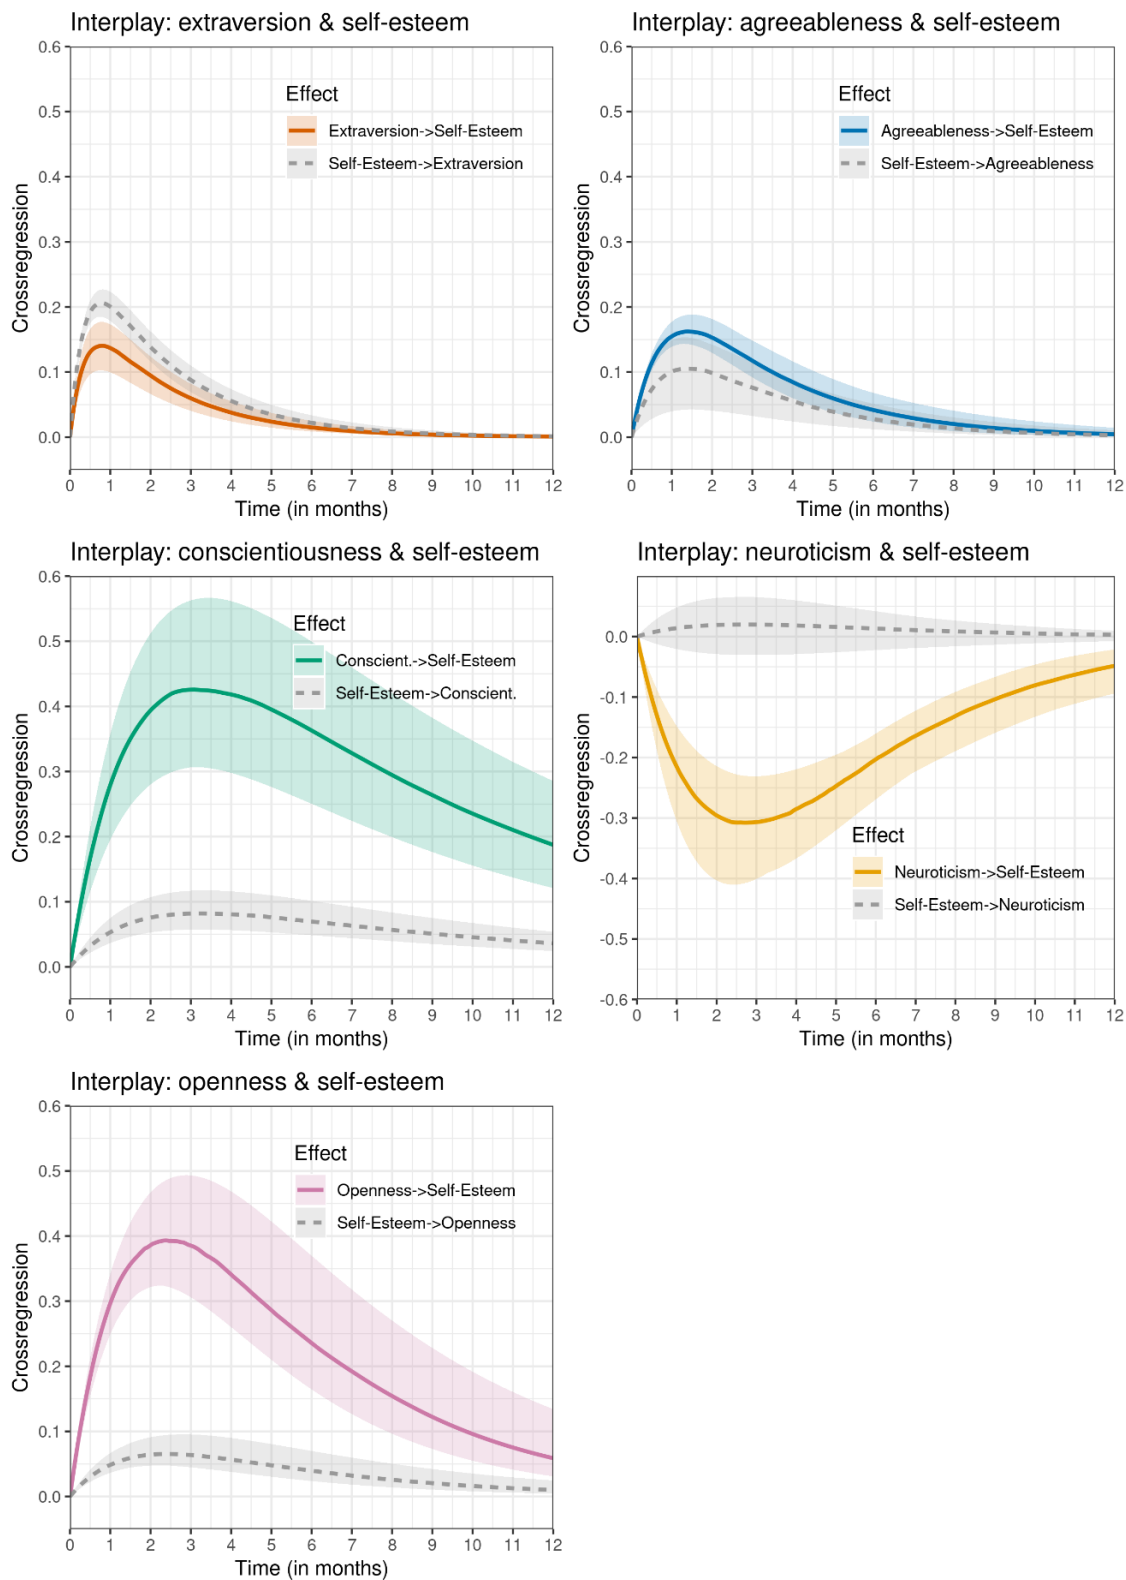 Interplay: extraversion & self-esteem
0.6
0.5
0.4
0.3
0.2
0.1
0.0
Crossregression
Effect
Extraversion->Self-Esteem
Self-Esteem->Extraversion
0 1 2 3 4 5 6 7 8 9 10 11 12
Time (in months)
Interplay: agreeableness & self-esteem
0.6
0.5
0.4
0.3
0.2
0.1
0.0
Crossregression
Effect
Agreeableness->Self-Esteem
Self-Esteem->Agreeableness
0 1 2 3 4 5 6 7 8 9 10 11 12
Time (in months)
Interplay: conscientiousness & self-esteem
0.6
0.5
0.4
0.3
0.2
0.1
0.0
Crossregression
Effect
Conscient.->Self-Esteem
Self-Esteem->Conscient.
0 1 2 3 4 5 6 7 8 9 10 11 12
Time (in months)
Interplay: neuroticism & self-esteem
0.0
-0.1
-0.2
-0.3
-0.4
-0.5
-0.6
Crossregression
Effect
Neuroticism->Self-Esteem
Self-Esteem->Neuroticism
0 1 2 3 4 5 6 7 8 9 10 11 12
Time (in months)
Interplay: openness & self-esteem
0.6
0.5
0.4
0.3
0.2
0.1
0.0
Crossregression
Effect
Openness->Self-Esteem
Self-Esteem->Openness
0 1 2 3 4 5 6 7 8 9 10 11 12
Time (in months)